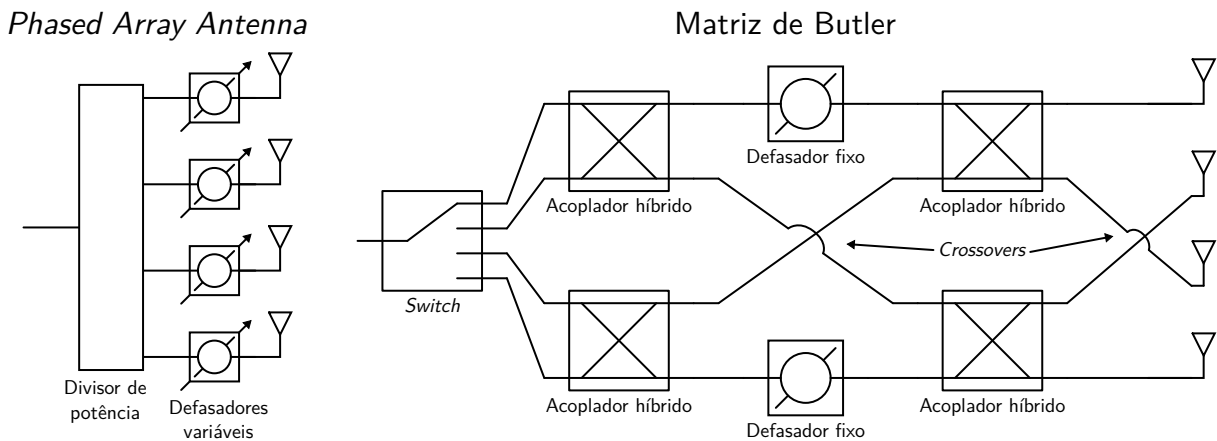 Phased Array Antenna
Divisor de
potência
Defasadores
variáveis
Matriz de Butler
Switch
Acoplador híbrido
Defasador fixo
Acoplador híbrido
Crossovers
Acoplador híbrido
Defasador fixo
Acoplador híbrido